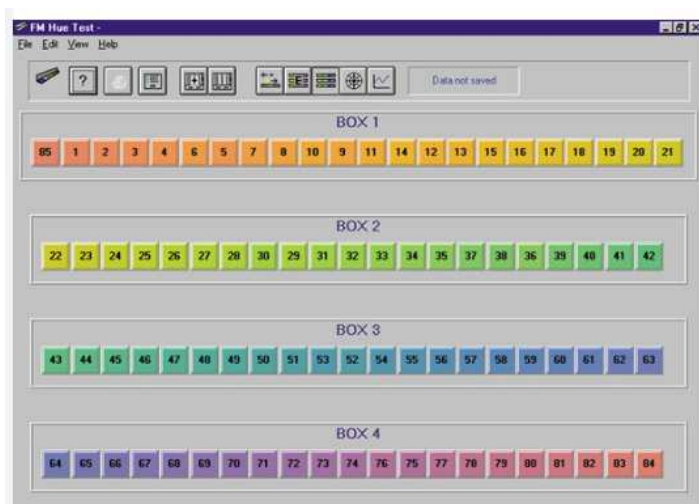 FM Hue Test -
File Edit View Help
? E Data not saved
BOX 1
85 1 2 3 4 6 5 7 8 10 9 11 14 12 13 15 16 17 18 19 20 21
BOX 2
22 23 24 25 26 27 28 30 29 31 32 33 34 35 37 38 36 39 40 41 42
BOX 3
43 44 45 46 47 48 49 50 51 53 52 54 55 56 57 58 59 60 61 62 63
BOX 4
64 65 66 67 68 69 70 71 72 73 74 76 75 77 78 79 80 81 82 83 84